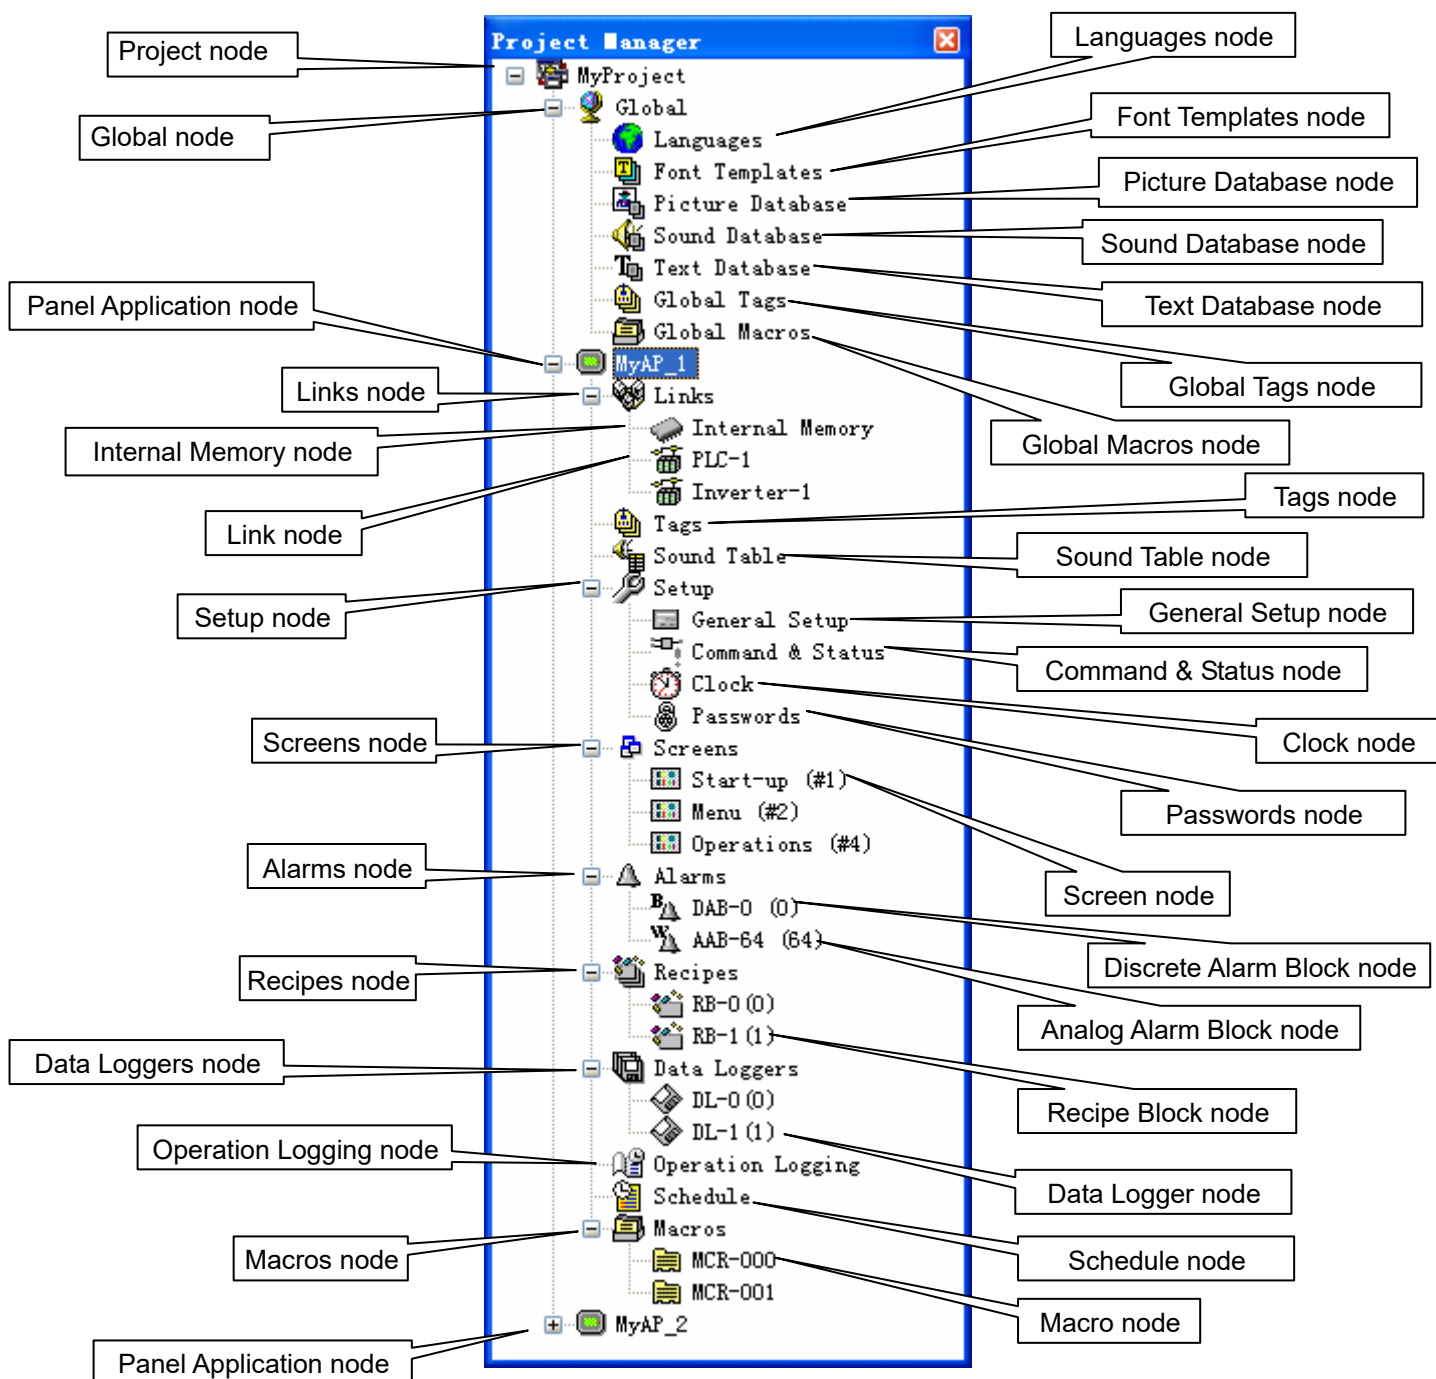 Project Manager
MyProject
Global
Languages
Font Templates
Picture Database
Sound Database
Text Database
Global Tags
Global Macros
MyAP_1
Links
Internal Memory
PLC-1
Inverter-1
Tags
Sound Table
Setup
General Setup
Command & Status
Clock
Passwords
Screens
Start-up (#1)
Menu (#2)
Operations (#4)
Alarms
DAB-0 (0)
AAB-64 (64)
Recipes
RB-0(0)
RB-1(1)
Data Loggers
DL-0(0)
DL-1(1)
Operation Logging
Schedule
Macros
MCR-000
MCR-001
MyAP_2
Project node
Global node
Panel Application node
Links node
Internal Memory node
Link node
Setup node
Screens node
Alarms node
Recipes node
Data Loggers node
Operation Logging node
Macros node
Panel Application node
Languages node
Font Templates node
Picture Database node
Sound Database node
Text Database node
Global Tags node
Global Macros node
Tags node
Sound Table node
General Setup node
Command & Status node
Clock node
Passwords node
Screen node
Discrete Alarm Block node
Analog Alarm Block node
Recipe Block node
Data Logger node
Schedule node
Macro node